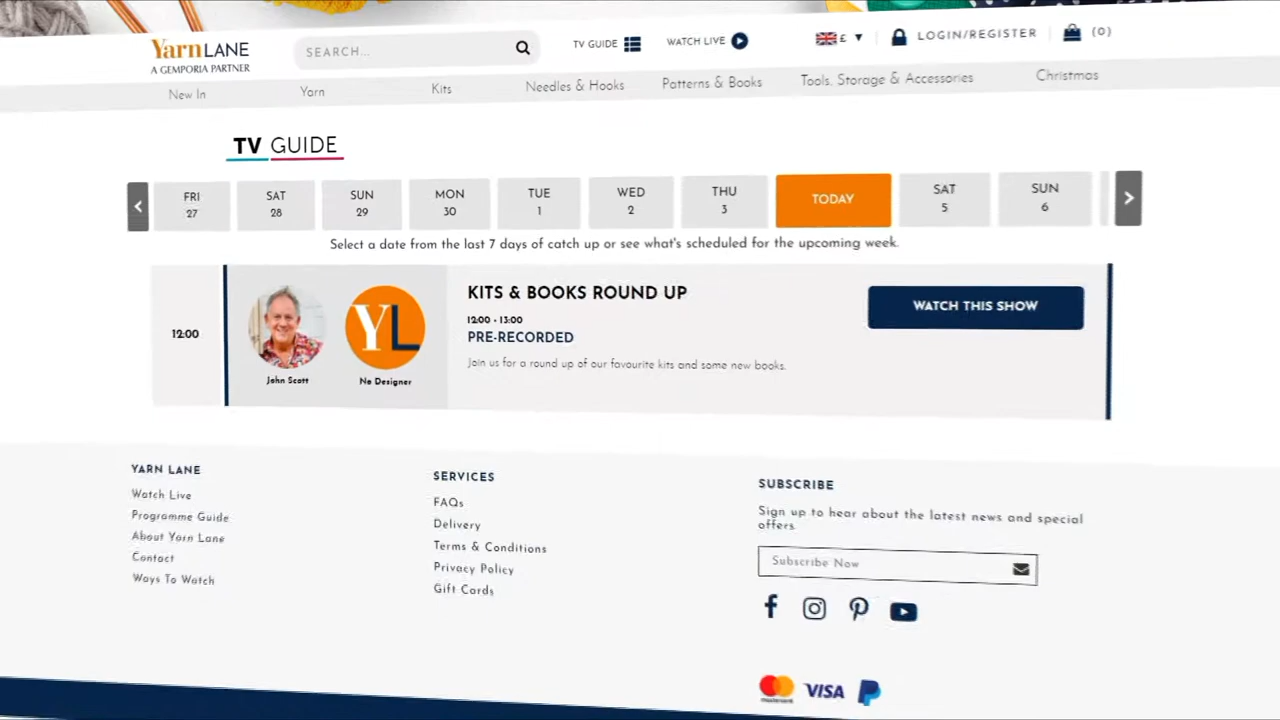 YarnLANE
A GEMPORIA PARTNER
SEARCH...
TV GUIDE
WATCH LIVE
£
LOGIN/REGISTER
(0)
New In
Yarn
Kits
Needles & Hooks
Patterns & Books
Tools, Storage & Accessories
Christmas
TV GUIDE
FRI
27
SAT
28
SUN
29
MON
30
TUE
1
WED
2
THU
3
TODAY
SAT
5
SUN
6
Select a date from the last 7 days of catch up or see what's scheduled for the upcoming week.
12:00
YL
John Scott
No Designer
KITS & BOOKS ROUND UP
12:00 - 13:00
PRE-RECORDED
Join us for a round up of our favourite kits and some new books.
WATCH THIS SHOW
YARN LANE
Watch Live
Programme Guide
About Yarn Lane
Contact
Ways To Watch
SERVICES
FAQs
Delivery
Terms & Conditions
Privacy Policy
Gift Cards
SUBSCRIBE
Sign up to hear about the latest news and special
offers.
Subscribe Now
mastercard
VISA